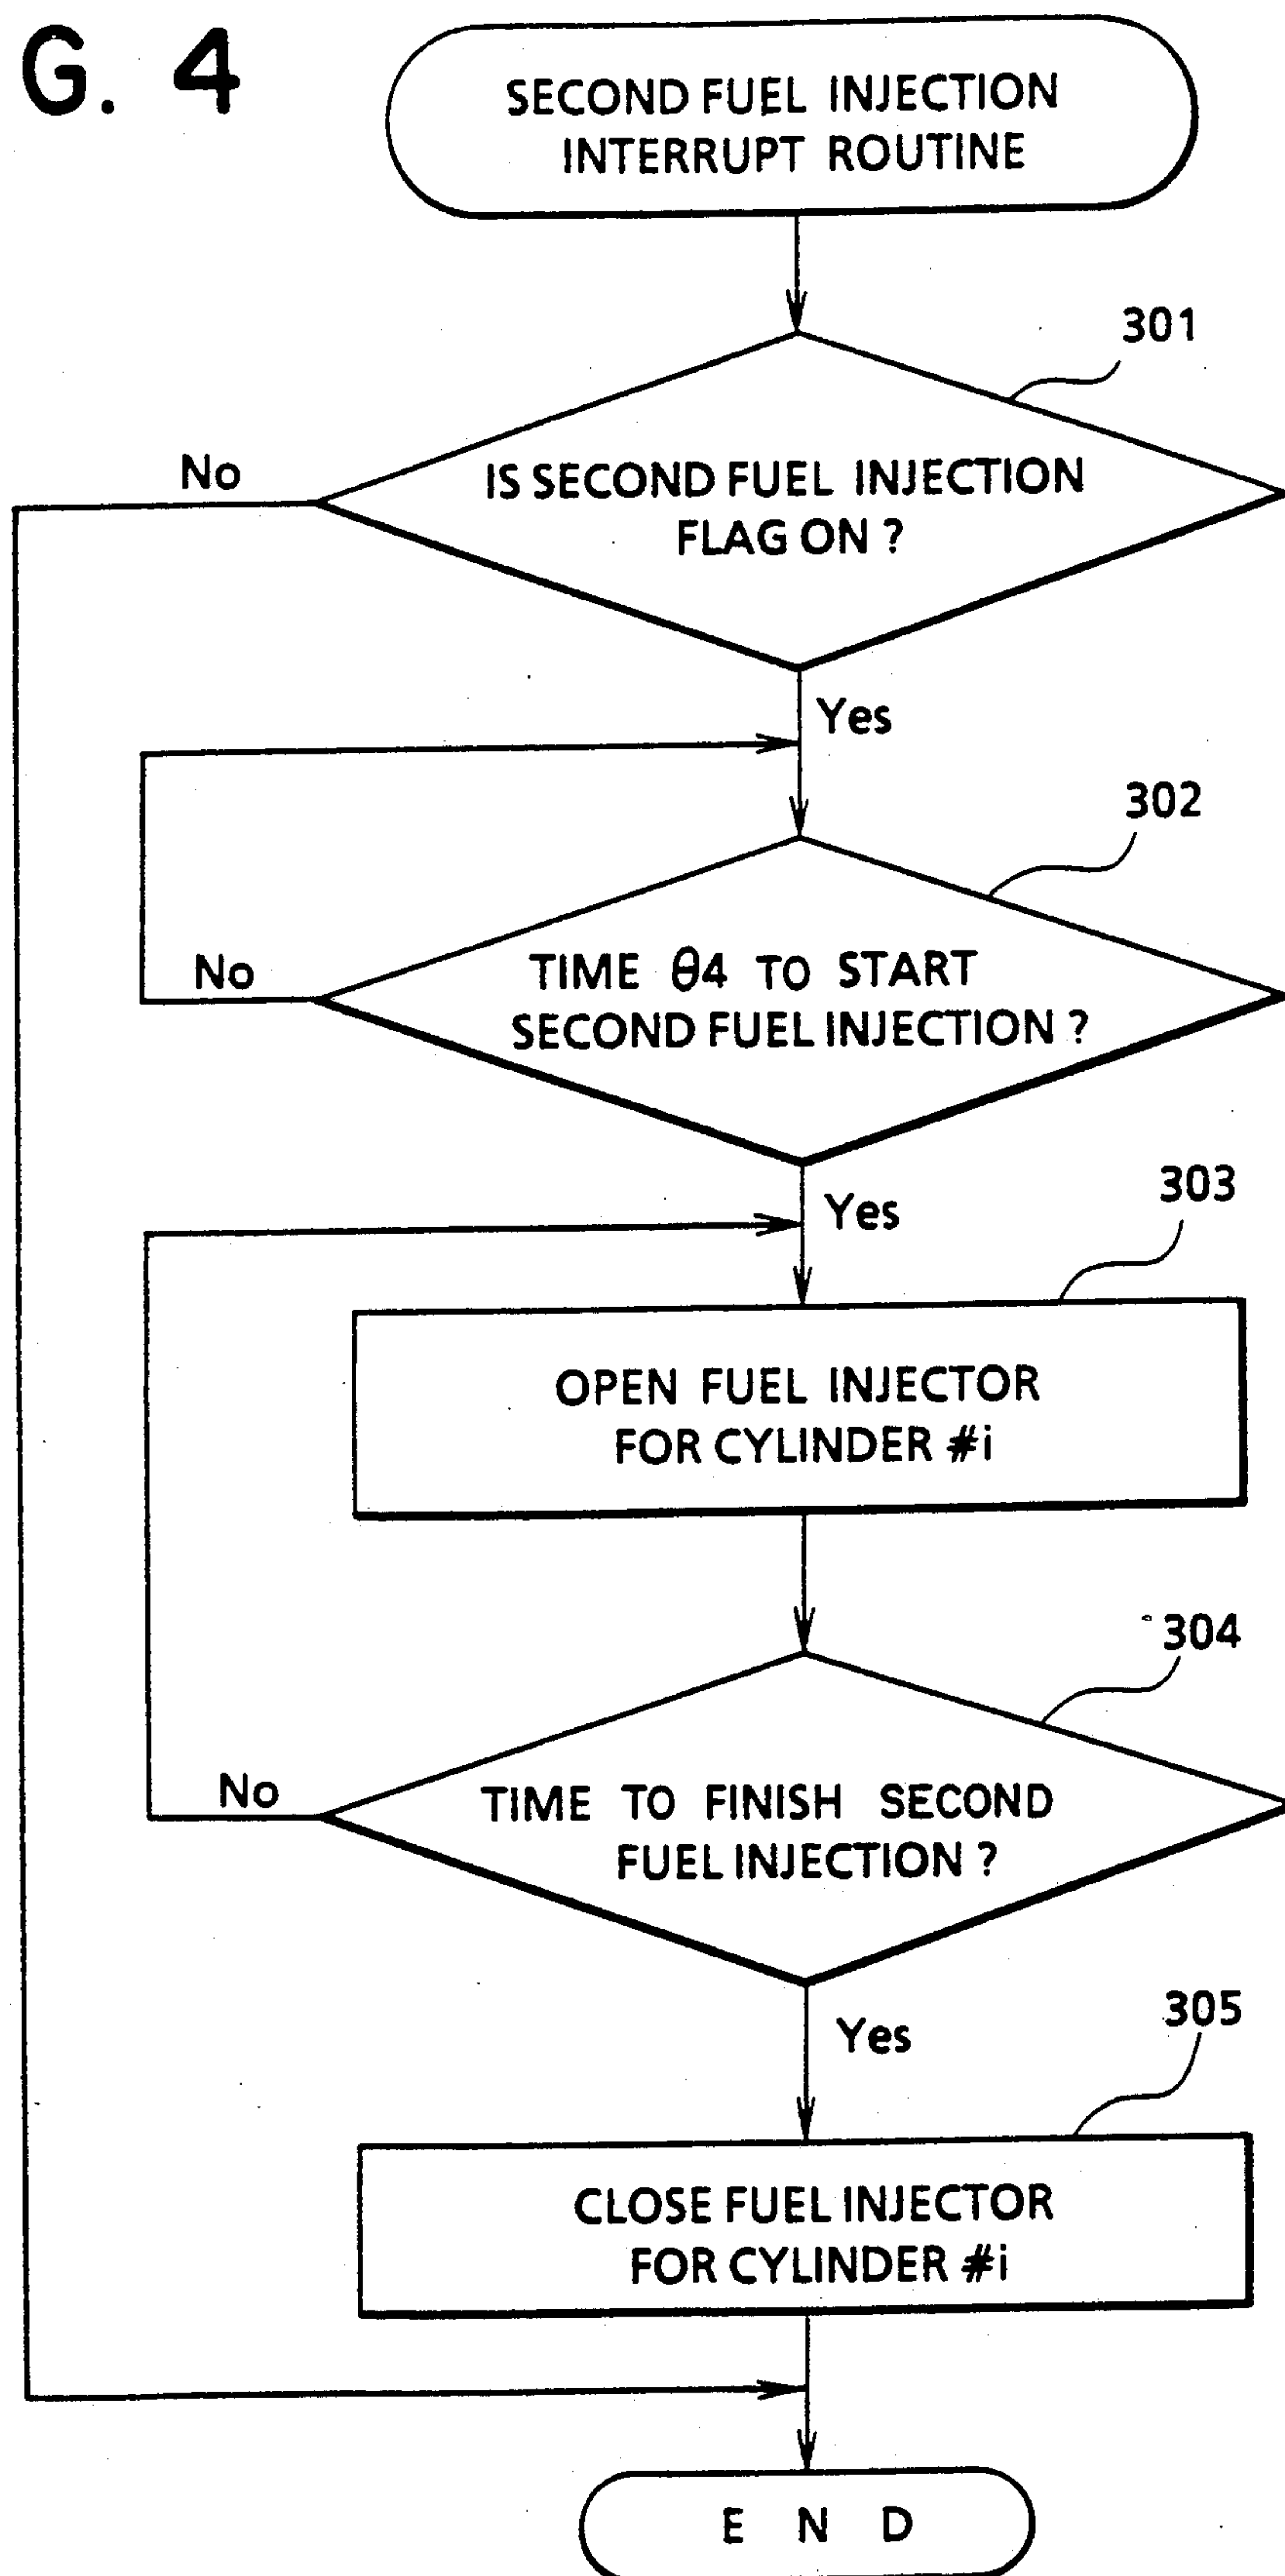 G. 4
SECOND FUEL INJECTION
INTERRUPT ROUTINE
301
No
IS SECOND FUEL INJECTION
FLAG ON ?
Yes
302
No
TIME θ4 TO START
SECOND FUEL INJECTION ?
Yes
303
OPEN FUEL INJECTOR
FOR CYLINDER #i
304
No
TIME TO FINISH SECOND
FUEL INJECTION ?
Yes
305
CLOSE FUEL INJECTOR
FOR CYLINDER #i
E N D